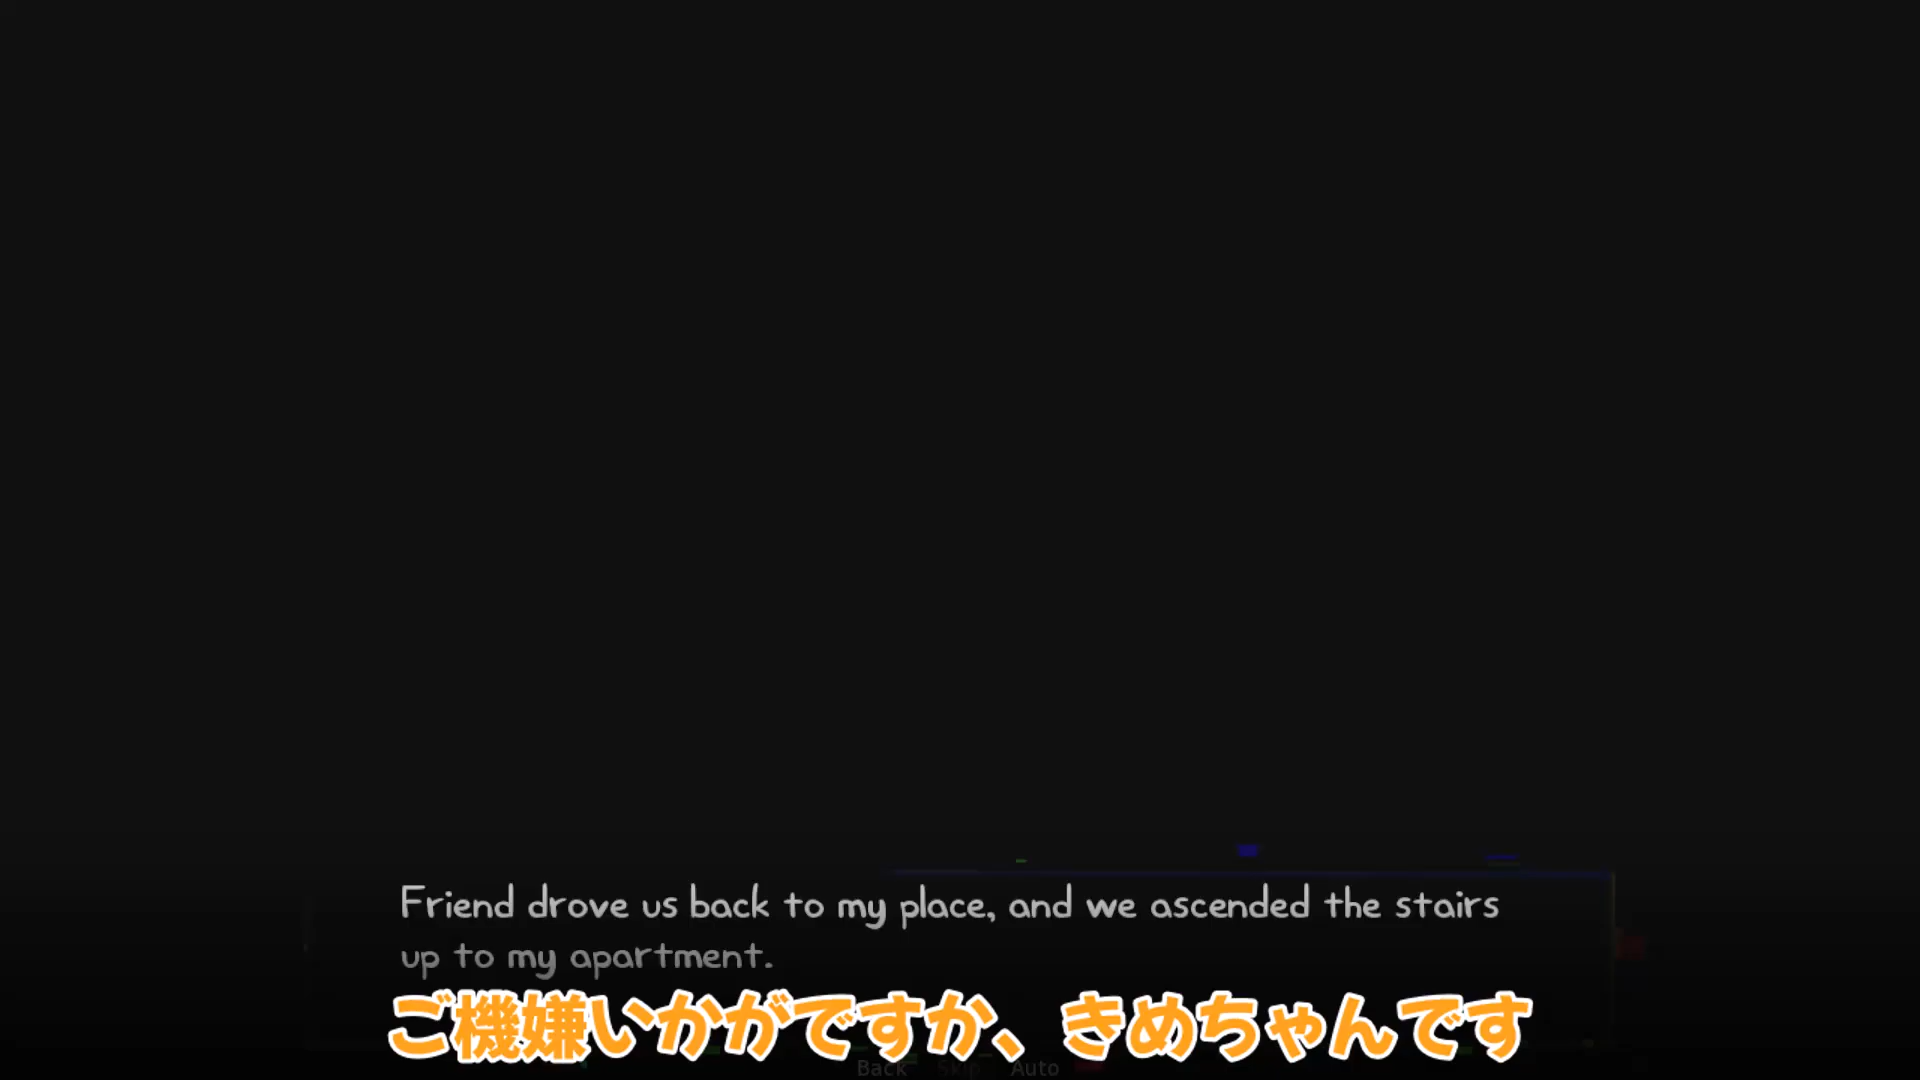 Friend drove us back to my place, and we ascended the stairs
up to my apartment.
ご機嫌いかがですか、きめちゃんです
Back Skip Auto